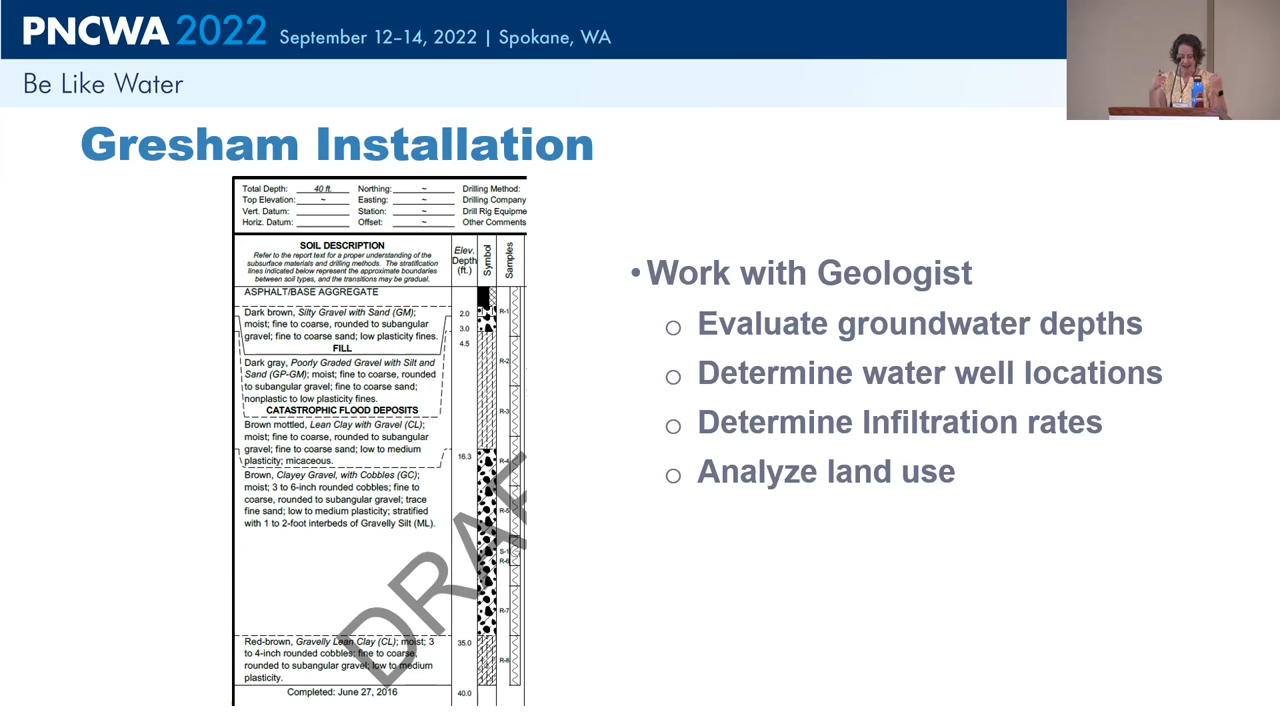 PNCWA 2022 September 12–14, 2022 | Spokane, WA
Be Like Water
Gresham Installation
Total Depth: 40 ft. Northing: ~ Drilling Method:
Top Elevation: ~ Easting: ~ Drilling Company
Vert. Datum: Station: ~ Drill Rig Equipme
Horiz. Datum: Offset: ~ Other Comments
SOIL DESCRIPTION
Refer to the report text for a proper understanding of the
subsurface materials and drilling methods. The stratification
lines indicated below represent the approximate boundaries
between soil types, and the transitions may be gradual.
Elev.
Depth
(ft.)
Symbol
Samples
ASPHALT/BASE AGGREGATE
Dark brown, Silty Gravel with Sand (GM);
moist; fine to coarse, rounded to subangular
gravel; fine to coarse sand; low plasticity fines.
FILL
Dark gray, Poorly Graded Gravel with Silt and
Sand (GP-GM); moist; fine to coarse, rounded
to subangular gravel; fine to coarse sand;
nonplastic to low plasticity fines.
CATASTROPHIC FLOOD DEPOSITS
Brown mottled, Lean Clay with Gravel (CL);
moist; fine to coarse, rounded to subangular
gravel; fine to coarse sand; low to medium
plasticity; micaceous.
Brown, Clayey Gravel, with Cobbles (GC);
moist; 3 to 6-inch rounded cobbles; fine to
coarse, rounded to subangular gravel; trace
fine sand; low to medium plasticity; stratified
with 1 to 2-foot interbeds of Gravelly Silt (ML).
Red-brown, Gravelly Lean Clay (CL); moist; 3
to 4-inch rounded cobbles; fine to coarse,
rounded to subangular gravel; low to medium
plasticity.
Completed: June 27, 2016
2.0
3.0
4.5
16.3
35.0
40.0
R-1
R-2
R-3
R-4
R-5
S-1
R-6
R-7
R-8
DRAF
• Work with Geologist
○ Evaluate groundwater depths
○ Determine water well locations
○ Determine Infiltration rates
○ Analyze land use